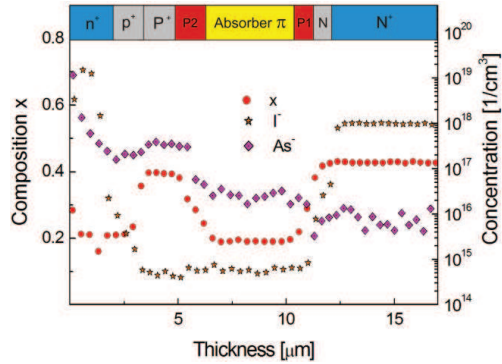 n⁺ p⁺ P⁺ P2 Absorber π P1 N N⁺
0.8
0.6
0.4
0.2
Composition x
x
I⁻
As⁻
10²⁰
10¹⁹
10¹⁸
10¹⁷
10¹⁶
10¹⁵
10¹⁴
Concentration [1/cm³]
0 5 10 15
Thickness [μm]